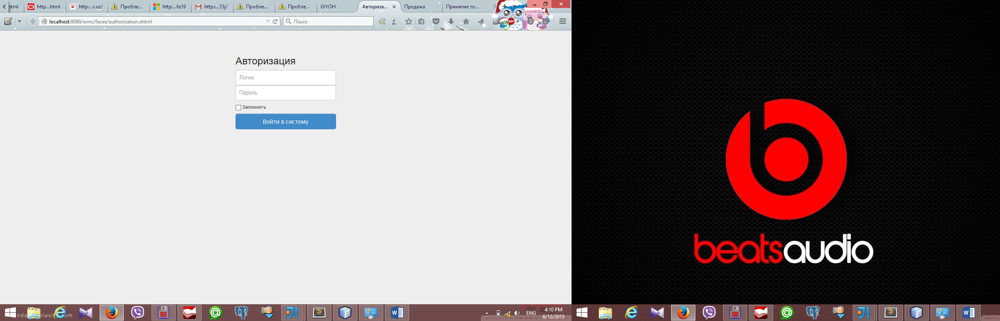 html
http...html
http:...r.uz/
Пробле...
http:...fe39
https...55j/
Пробле...
Пробле...
GIYOH
Авториза...
Продажа
Принятие то...
localhost:8080/wms/faces/authorization.xhtml
Поиск
ABP
Авторизация
Логин
Пароль
Запомнить
Войти в систему
beatsaudio
ENG
4:10 PM
6/12/2015